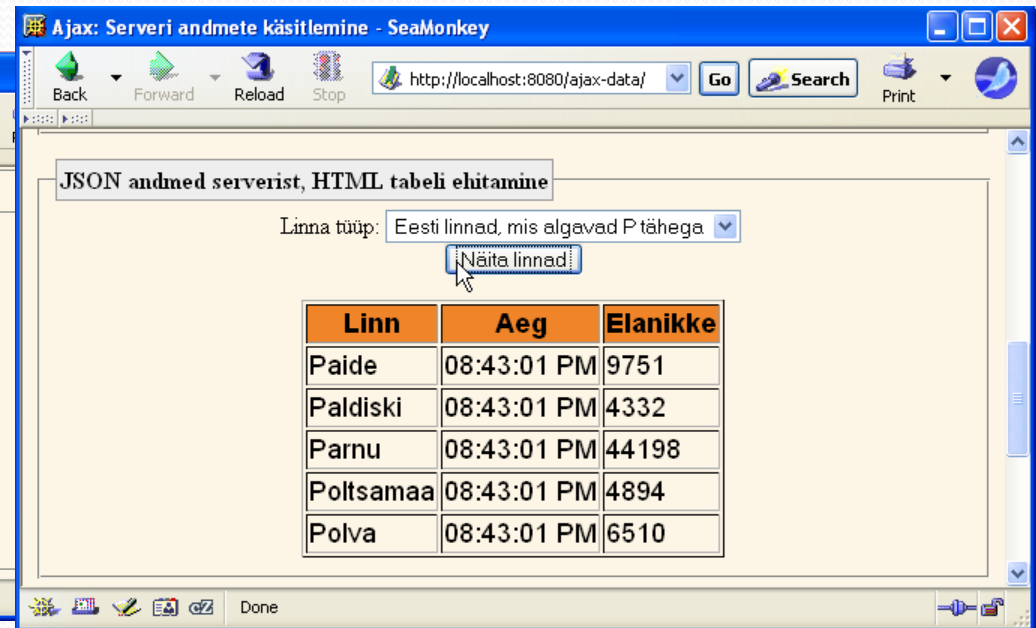 Ajax: Serveri andmete käsitlemine - SeaMonkey
Back Forward Reload Stop http://localhost:8080/ajax-data/ Go Search Print
JSON andmed serverist, HTML tabeli ehitamine
Linna tüüp: Eesti linnad, mis algavad P tähega
Näita linnad
Linn Aeg Elanikke
Paide 08:43:01 PM 9751
Paldiski 08:43:01 PM 4332
Parnu 08:43:01 PM 44198
Poltsamaa 08:43:01 PM 4894
Polva 08:43:01 PM 6510
Done